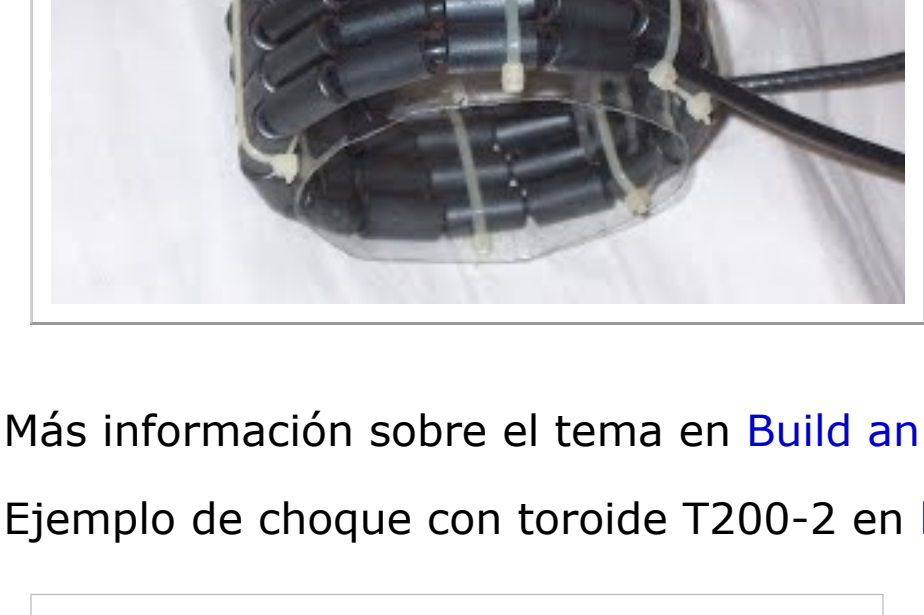 Más información sobre el tema en Build an
Ejemplo de choque con toroide T200-2 en